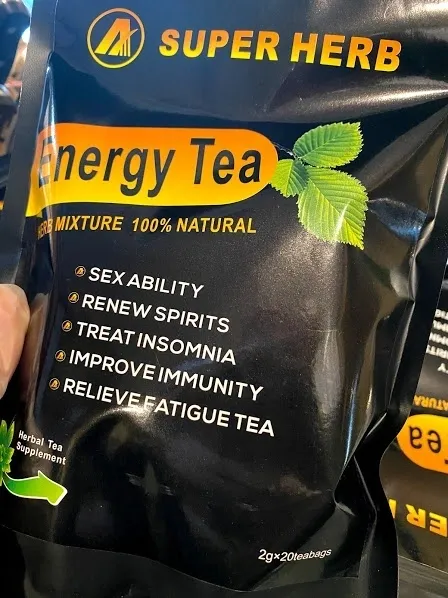 SUPER HERB
Energy Tea
HERB MIXTURE 100% NATURAL
SEX ABILITY
RENEW SPIRITS
TREAT INSOMNIA
IMPROVE IMMUNITY
RELIEVE FATIGUE TEA
Herbal Tea
Supplement
2g×20teabags